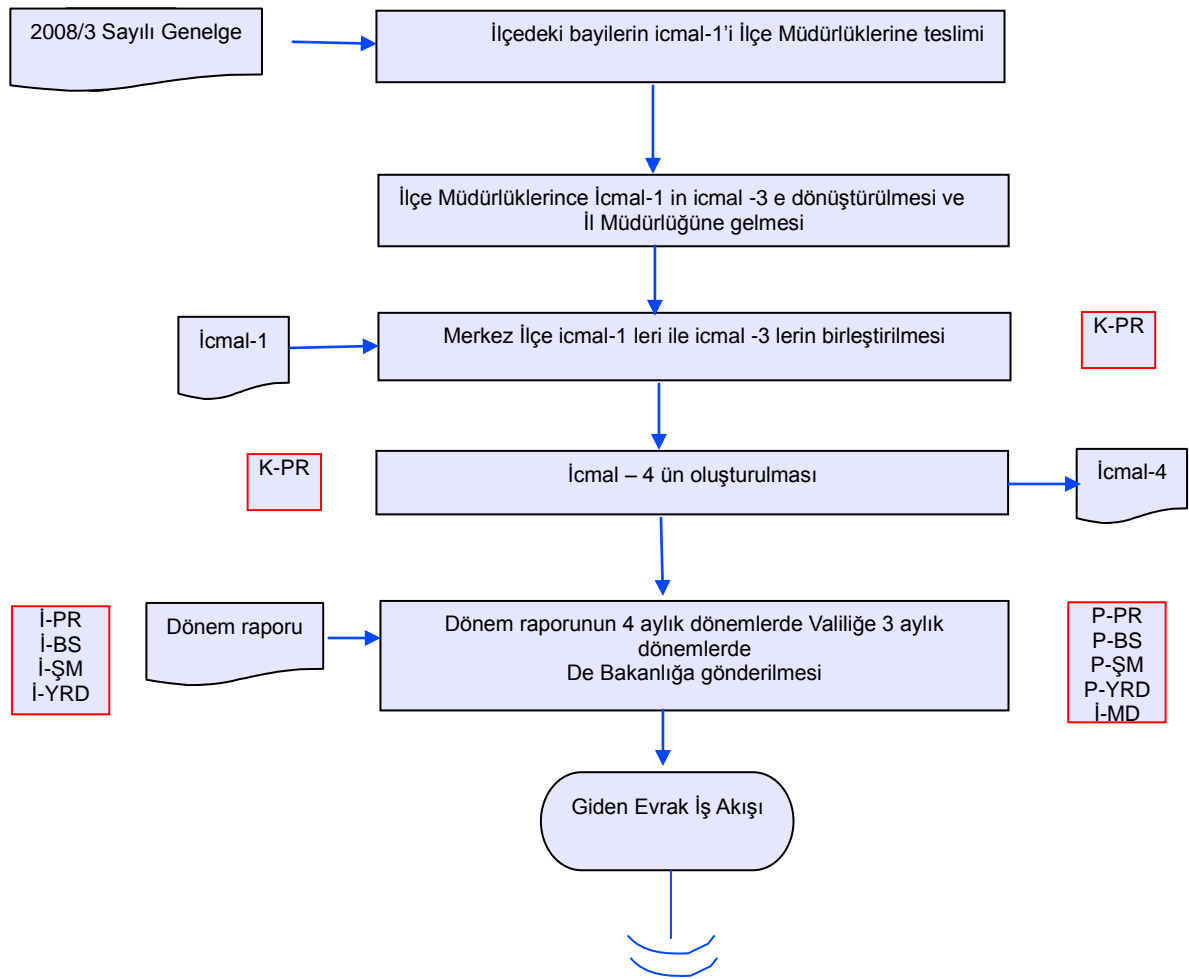 2008/3 Sayılı Genelge
İlçedeki bayilerin icmal-1’i İlçe Müdürlüklerine teslimi
İlçe Müdürlüklerince İcmal-1 in icmal -3 e dönüştürülmesi ve
İl Müdürlüğüne gelmesi
İcmal-1
Merkez İlçe icmal-1 leri ile icmal -3 lerin birleştirilmesi
K-PR
K-PR
İcmal – 4 ün oluşturulması
İcmal-4
İ-PR
İ-BS
İ-ŞM
İ-YRD
Dönem raporu
Dönem raporunun 4 aylık dönemlerde Valiliğe 3 aylık
dönemlerde
De Bakanlığa gönderilmesi
P-PR
P-BS
P-ŞM
P-YRD
İ-MD
Giden Evrak İş Akışı